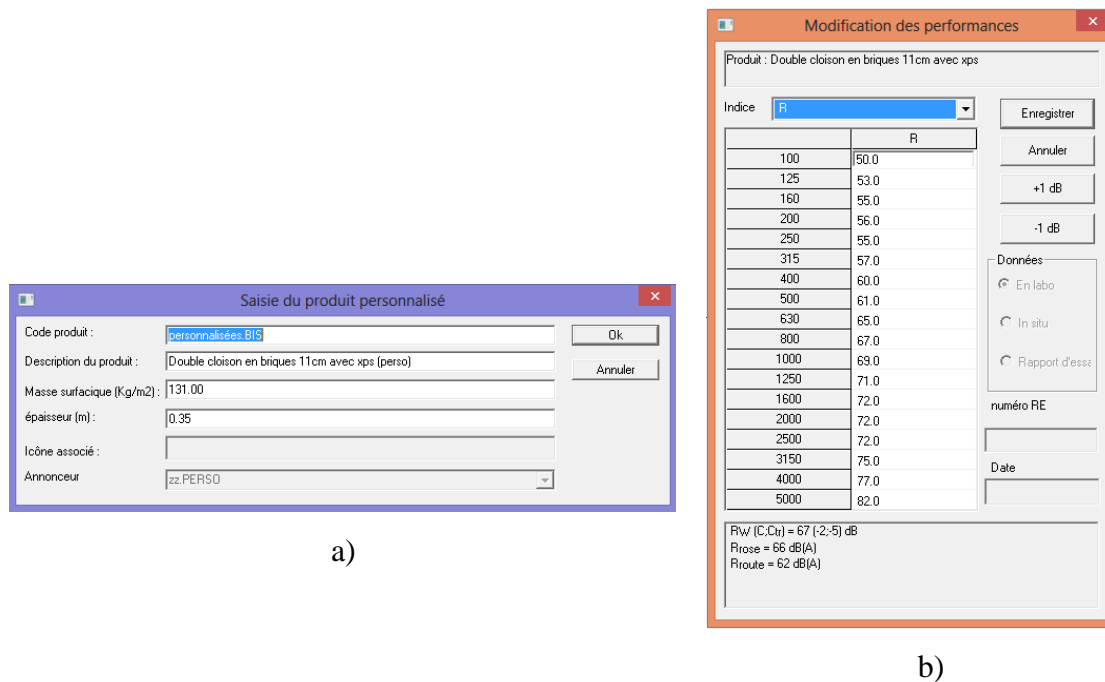 Saisie du produit personnalisé
Code produit : personnalisées.BIS
Ok
Description du produit : Double cloison en briques 11cm avec xps (perso)
Annuler
Masse surfacique (Kg/m2) : 131.00
épaisseur (m) : 0.35
Icône associé :
Annonceur zz.PERSO
a)
Modification des performances
Produit : Double cloison en briques 11cm avec xps
Indice R
Enregistrer
Annuler
+1 dB
-1 dB
R
100 50.0
125 53.0
160 55.0
200 56.0
250 55.0
315 57.0
400 60.0
500 61.0
630 65.0
800 67.0
1000 69.0
1250 71.0
1600 72.0
2000 72.0
2500 72.0
3150 75.0
4000 77.0
5000 82.0
Données
En labo
In situ
Rapport d'essa
numéro RE
Date
RW (C;Ctr) = 67 (-2;-5) dB
Rrose = 66 dB(A)
Rroute = 62 dB(A)
b)